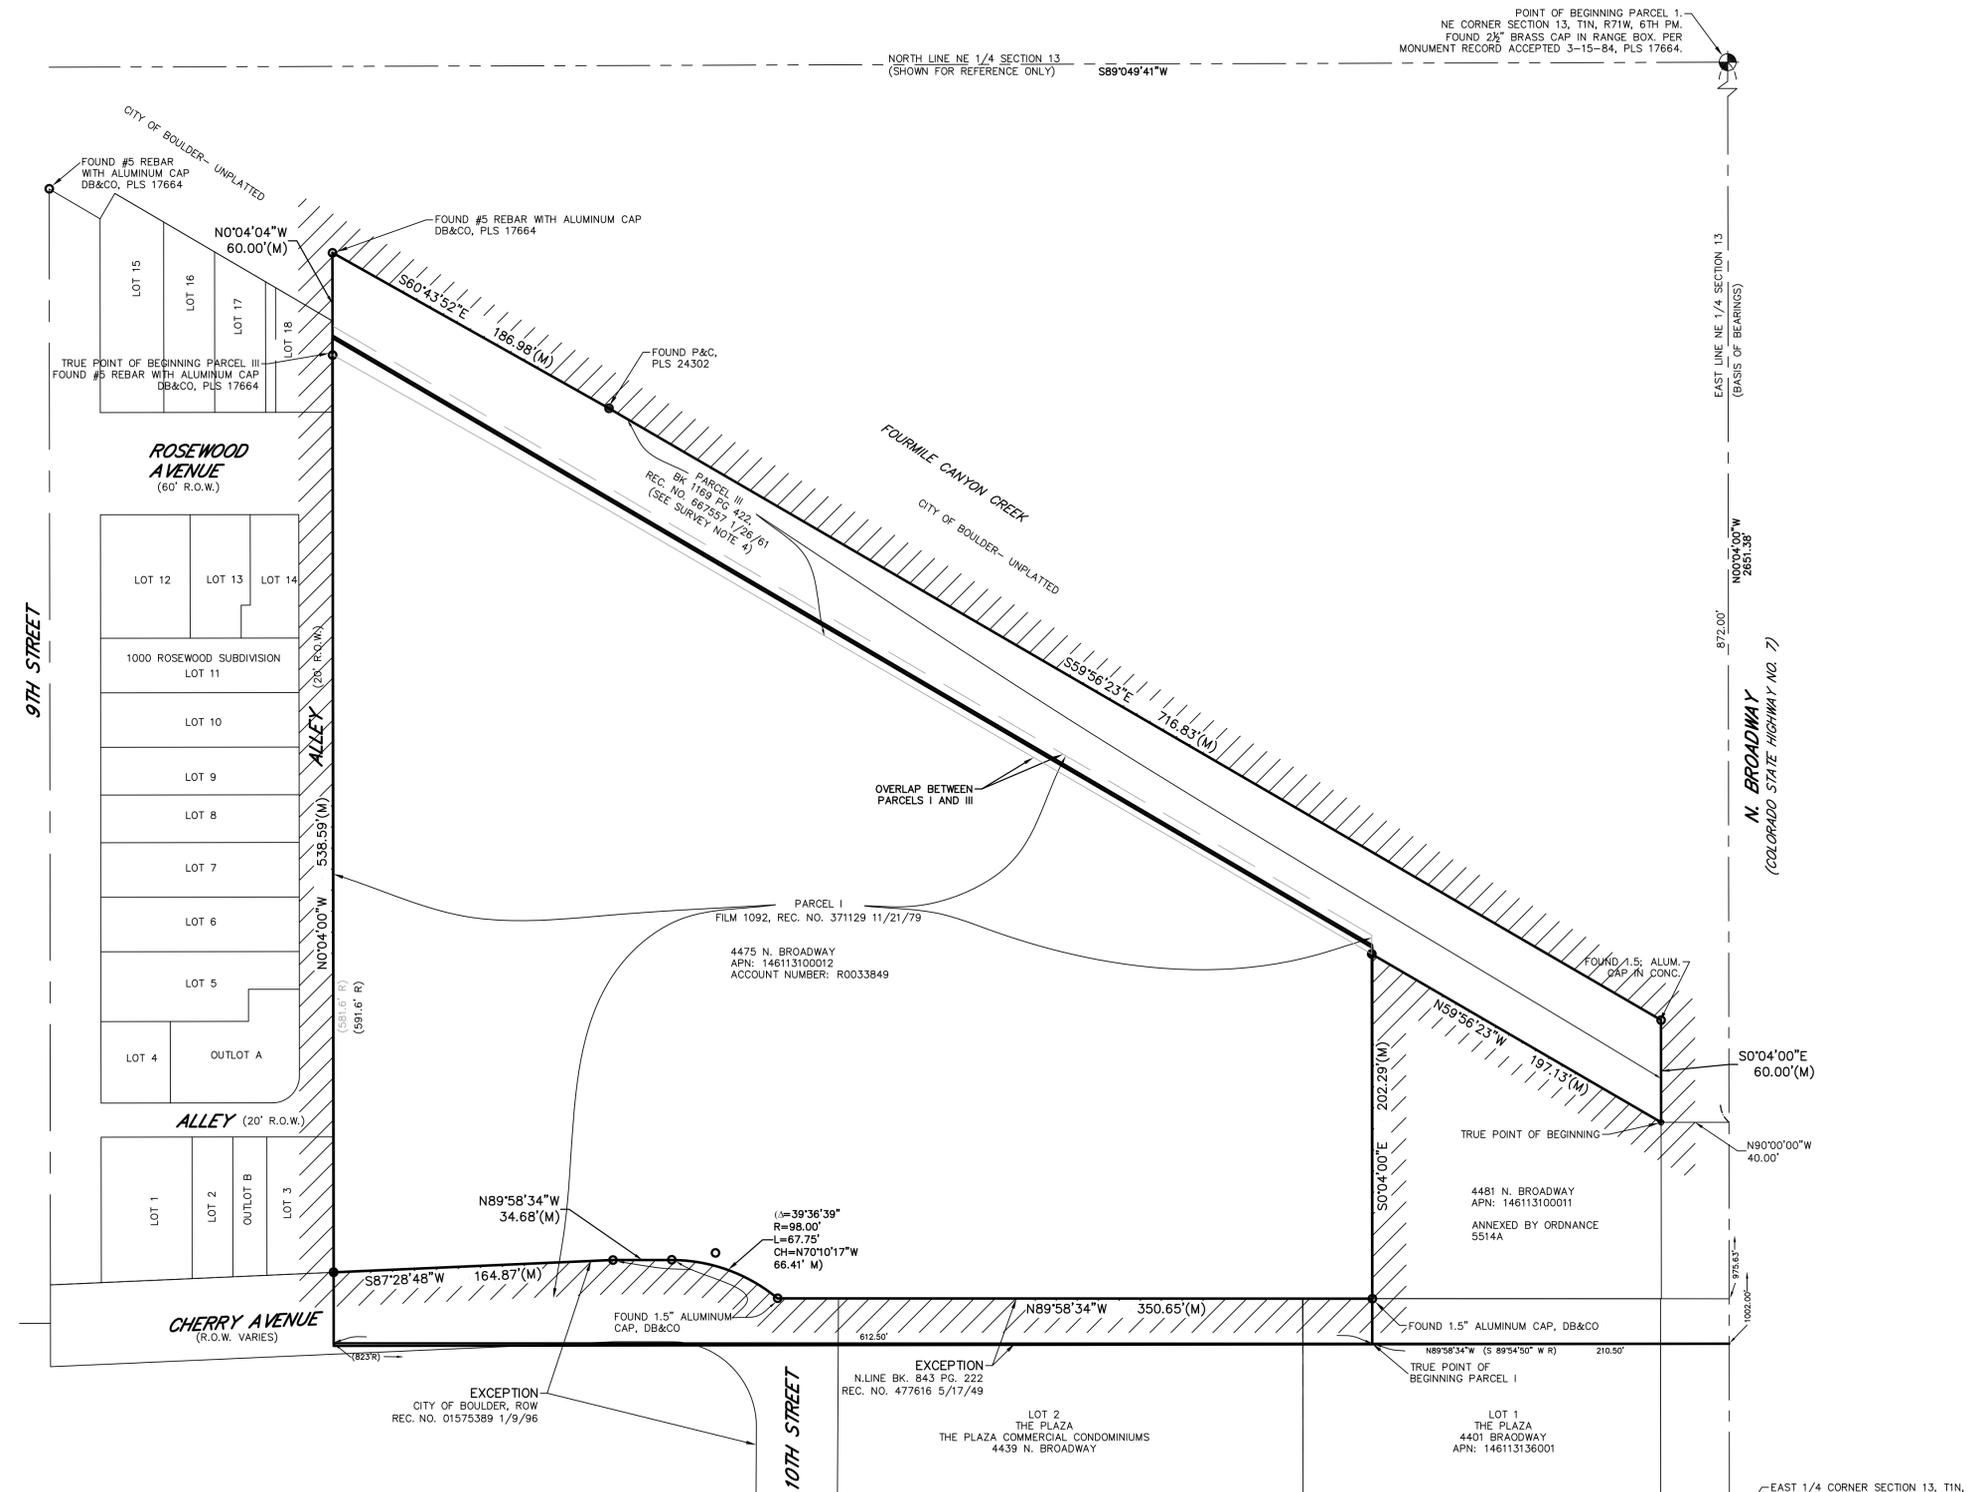 POINT OF BEGINNING PARCEL 1.
NE CORNER SECTION 13, T1N, R71W, 6TH PM.
FOUND 2½" BRASS CAP IN RANGE BOX. PER
MONUMENT RECORD ACCEPTED 3-15-84, PLS 17664.
NORTH LINE NE 1/4 SECTION 13
(SHOWN FOR REFERENCE ONLY)
S89°049'41"W
CITY OF BOULDER- UNPLATTED
FOUND #5 REBAR
WITH ALUMINUM CAP
DB&CO, PLS 17664
N0°04'04"W
60.00'(M)
FOUND #5 REBAR WITH ALUMINUM CAP
DB&CO, PLS 17664
LOT 15
LOT 16
LOT 17
LOT 18
S60°43'52"E
186.98'(M)
EAST LINE NE 1/4 SECTION 13
(BASIS OF BEARINGS)
FOUND P&C,
PLS 24302
TRUE POINT OF BEGINNING PARCEL III
FOUND #5 REBAR WITH ALUMINUM CAP
DB&CO, PLS 17664
ROSEWOOD
AVENUE
(60' R.O.W.)
FOURMILE CANYON CREEK
CITY OF BOULDER- UNPLATTED
PARCEL III
BK 1169 PG 422,
REC. NO. 667557 1/26/61
(SEE SURVEY NOTE 4)
N00°04'00"W
2651.38'
872.00'
LOT 12
LOT 13
LOT 14
9TH STREET
1000 ROSEWOOD SUBDIVISION
LOT 11
LOT 10
LOT 9
LOT 8
LOT 7
LOT 6
LOT 5
LOT 4
OUTLOT A
ALLEY
(20' R.O.W.)
S59°56'23"E
716.83'(M)
N. BROADWAY
(COLORADO STATE HIGHWAY NO. 7)
OVERLAP BETWEEN
PARCELS I AND III
N0°04'00"W
538.59'(M)
(581.6' R)
(591.6' R)
PARCEL I
FILM 1092, REC. NO. 371129 11/21/79
4475 N. BROADWAY
APN: 146113100012
ACCOUNT NUMBER: R0033849
FOUND 1.5; ALUM.
CAP IN CONC.
N59°56'23"W
197.13'(M)
S0°04'00"E
60.00'(M)
S0°04'00"E
202.29'(M)
ALLEY (20' R.O.W.)
TRUE POINT OF BEGINNING
N90°00'00"W
40.00'
LOT 1
LOT 2
OUTLOT B
LOT 3
4481 N. BROADWAY
APN: 146113100011
ANNEXED BY ORDNANCE
5514A
N89°58'34"W
34.68'(M)
(Δ=39°36'39"
R=98.00'
L=67.75'
CH=N70°10'17"W
66.41' M)
975.63'
1002.00'
S87°28'48"W
164.87'(M)
N89°58'34"W
350.65'(M)
CHERRY AVENUE
(R.O.W. VARIES)
FOUND 1.5" ALUMINUM
CAP, DB&CO
FOUND 1.5" ALUMINUM CAP, DB&CO
612.50'
(823'R)
N89°58'34"W (S 89°54'50" W R)
210.50'
TRUE POINT OF
BEGINNING PARCEL I
EXCEPTION
N.LINE BK. 843 PG. 222
REC. NO. 477616 5/17/49
EXCEPTION
CITY OF BOULDER, ROW
REC. NO. 01575389 1/9/96
10TH STREET
LOT 2
THE PLAZA
THE PLAZA COMMERCIAL CONDOMINIUMS
4439 N. BROADWAY
LOT 1
THE PLAZA
4401 BRAODWAY
APN: 146113136001
EAST 1/4 CORNER SECTION 13, T1N,